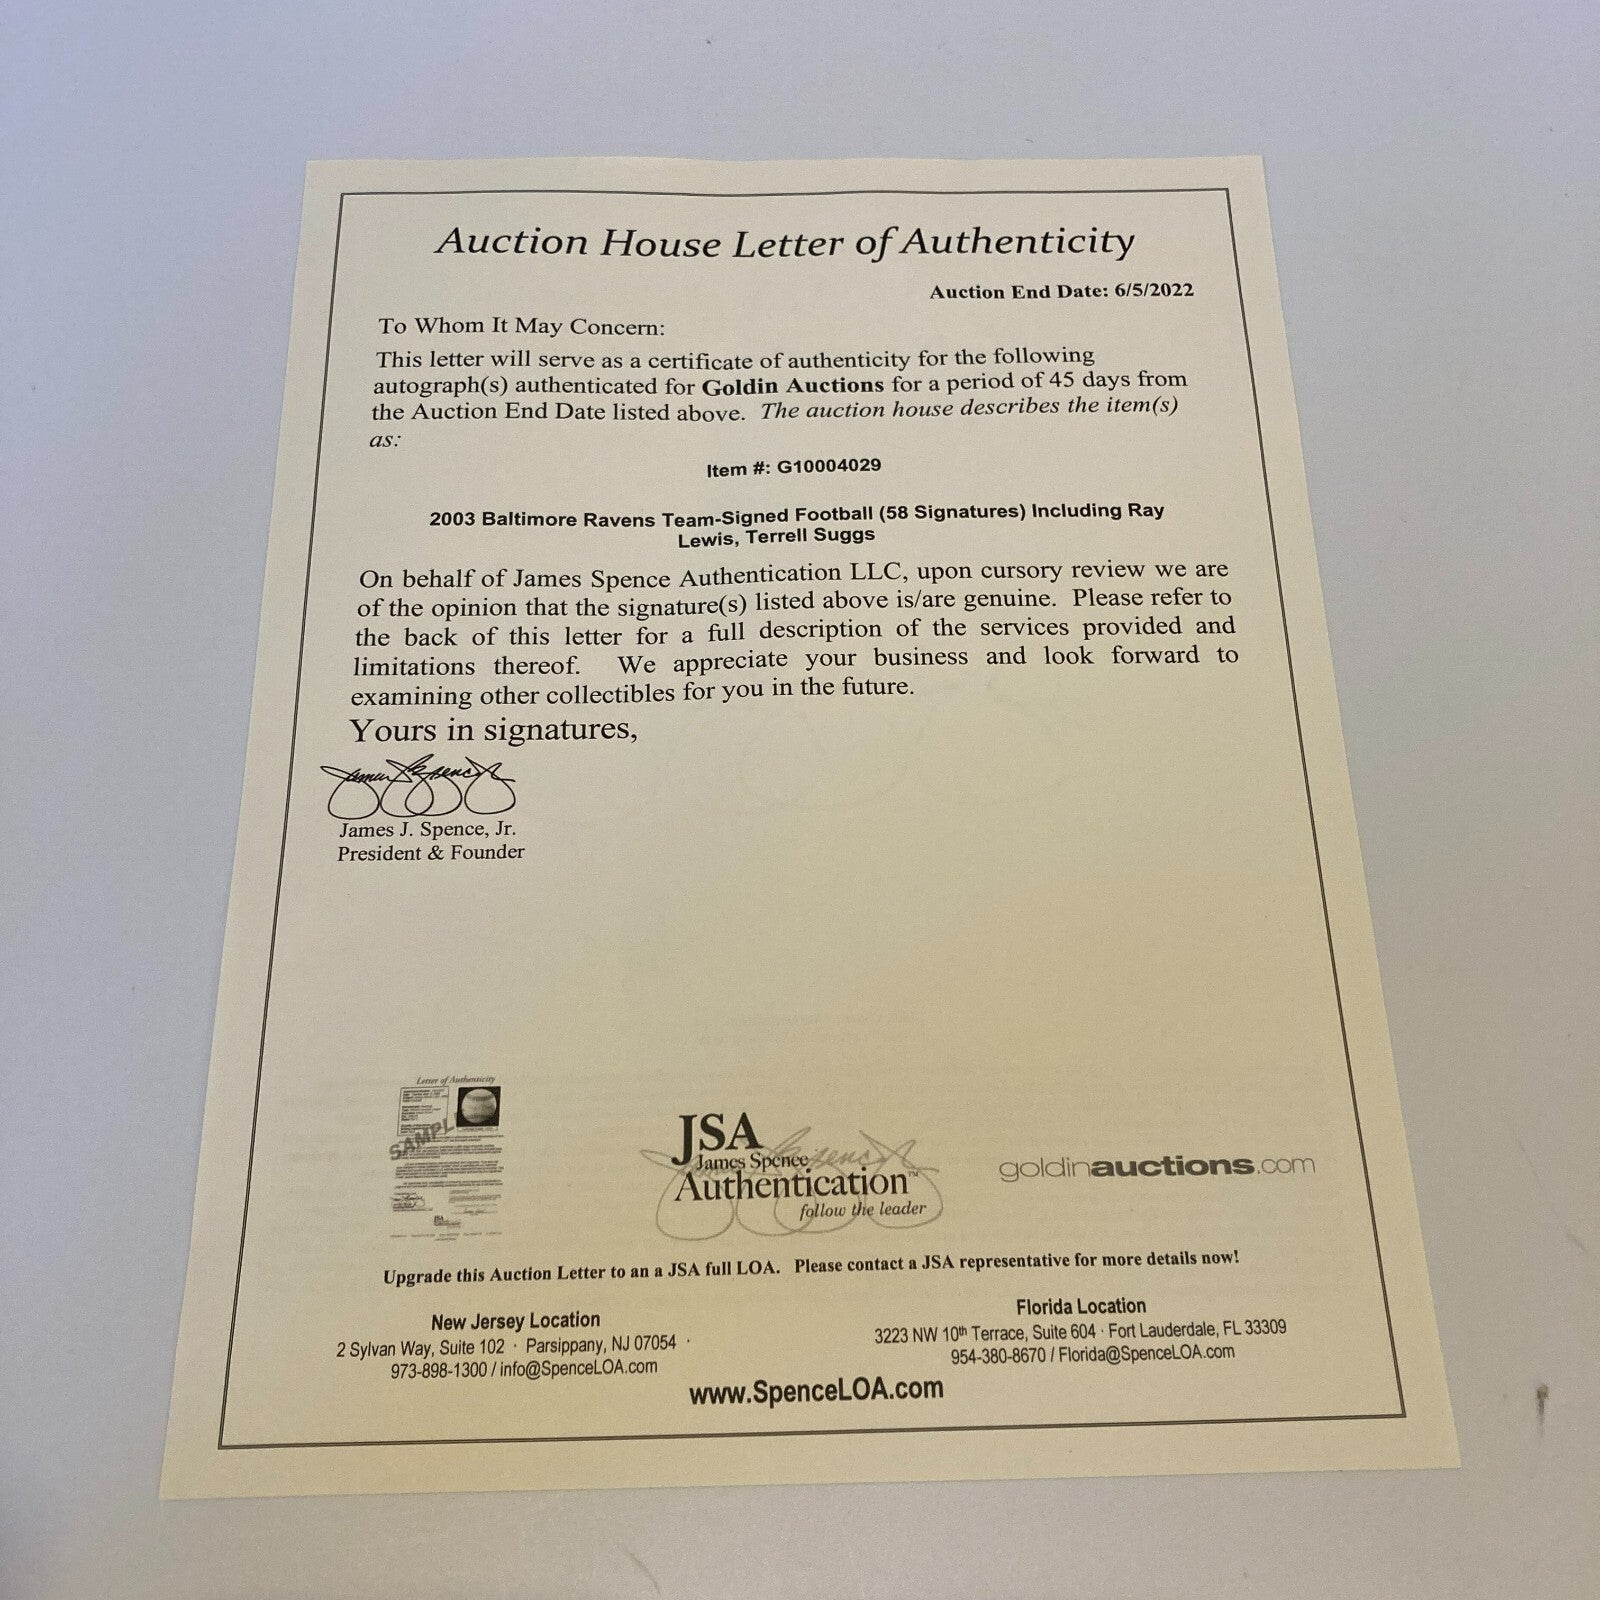 Auction House Letter of Authenticity
Auction End Date: 6/5/2022
To Whom It May Concern:
This letter will serve as a certificate of authenticity for the following
autograph(s) authenticated for Goldin Auctions for a period of 45 days from
the Auction End Date listed above. The auction house describes the item(s)
as:
Item #: G10004029
2003 Baltimore Ravens Team-Signed Football (58 Signatures) Including Ray
Lewis, Terrell Suggs
On behalf of James Spence Authentication LLC, upon cursory review we are
of the opinion that the signature(s) listed above is/are genuine. Please refer to
the back of this letter for a full description of the services provided and
limitations thereof. We appreciate your business and look forward to
examining other collectibles for you in the future.
Yours in signatures,
James J. Spence, Jr.
President & Founder
Letter of Authenticity
SAMPLE
JSA
James Spence
Authentication™
follow the leader
goldinauctions.com
Upgrade this Auction Letter to an a JSA full LOA. Please contact a JSA representative for more details now!
New Jersey Location
2 Sylvan Way, Suite 102 · Parsippany, NJ 07054 ·
973-898-1300 / info@SpenceLOA.com
Florida Location
3223 NW 10th Terrace, Suite 604 · Fort Lauderdale, FL 33309
954-380-8670 / Florida@SpenceLOA.com
www.SpenceLOA.com